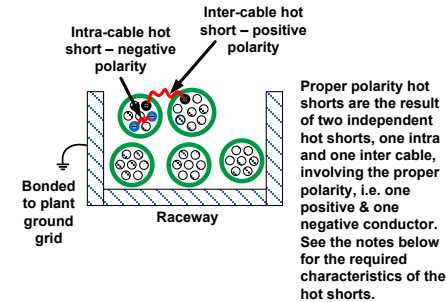 Intra-cable hot
short – negative
polarity
Inter-cable hot
short – positive
polarity
Bonded
to plant
ground
grid
Raceway
Proper polarity hot
shorts are the result
of two independent
hot shorts, one intra
and one inter cable,
involving the proper
polarity, i.e. one
positive & one
negative conductor.
See the notes below
for the required
characteristics of the
hot shorts.